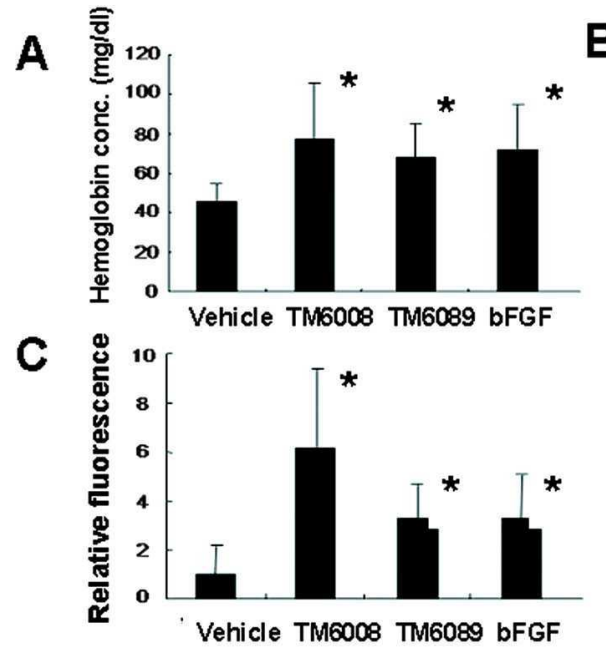 A
B
Hemoglobin conc. (mg/dl)
120
100
80
60
40
20
0
*
*
*
Vehicle TM6008 TM6089 bFGF
C
Relative fluorescence
10
8
6
4
2
0
*
*
*
Vehicle TM6008 TM6089 bFGF